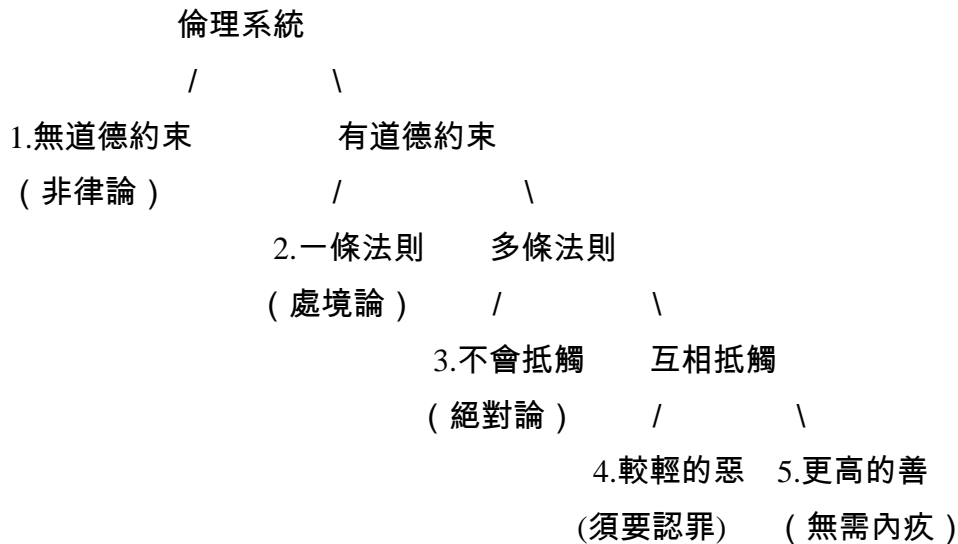 倫理系統
/ \
1.無道德約束 有道德約束
（非律論） / \
2.一條法則 多條法則
（處境論） / \
3.不會抵觸 互相抵觸
（絕對論） / \
4.較輕的惡 5.更高的善
(須要認罪) （無需內疚）